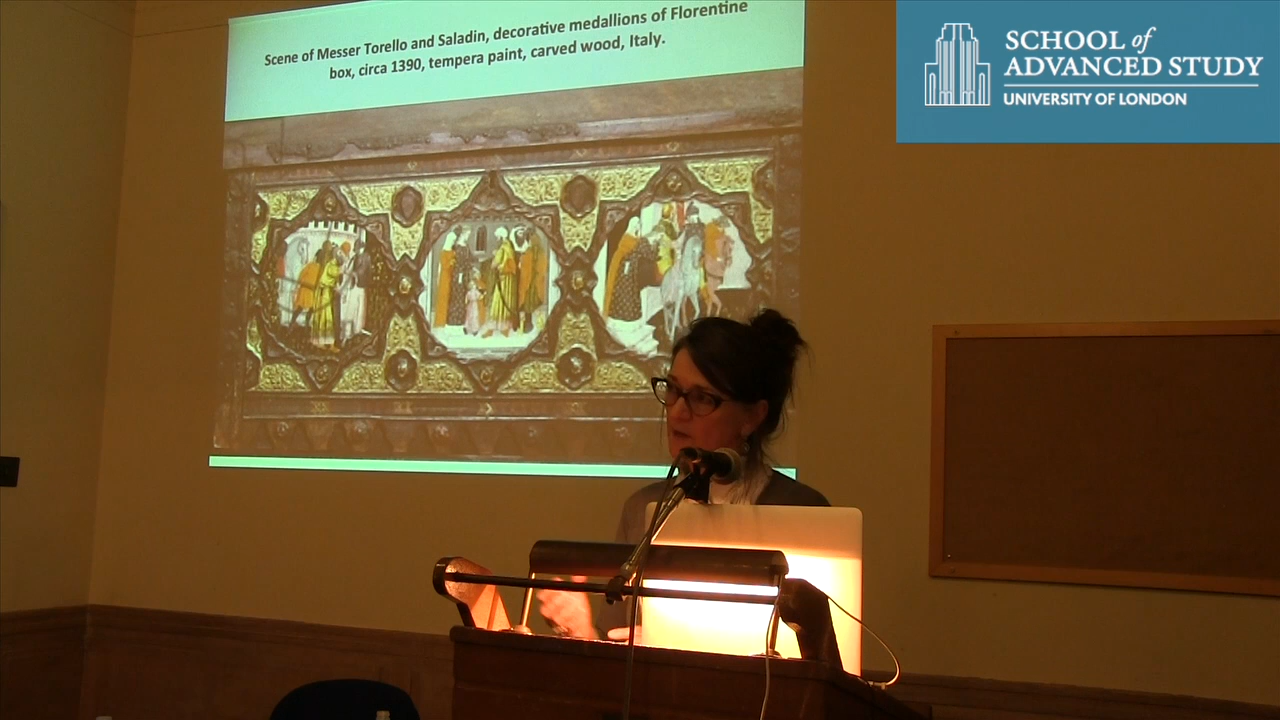 Scene of Messer Torello and Saladin, decorative medallions of Florentine
box, circa 1390, tempera paint, carved wood, Italy.
SCHOOL of
ADVANCED STUDY
UNIVERSITY OF LONDON